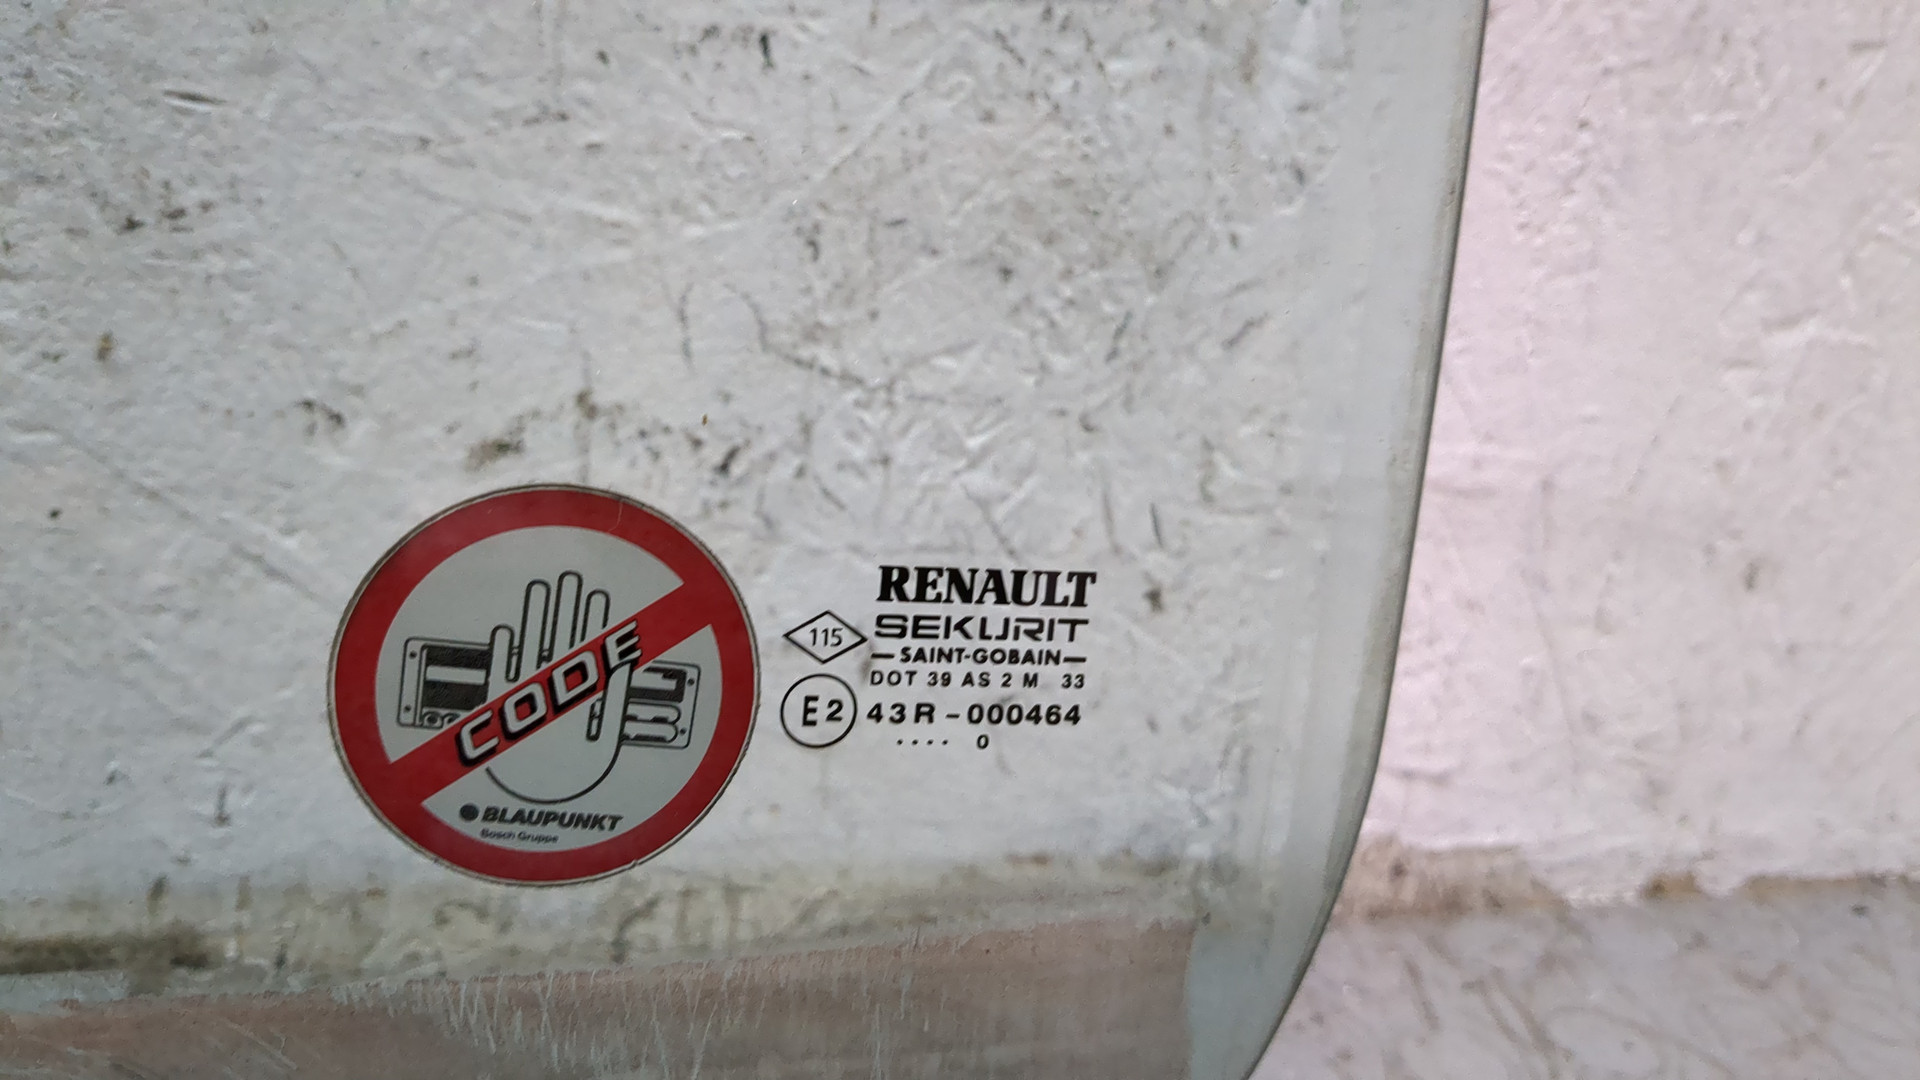 CODE
BLAUPUNKT
Bosch Gruppe
RENAULT
115 SEKURIT
— SAINT-GOBAIN —
DOT 39 AS 2 M 33
E2 43R - 000464
.... 0